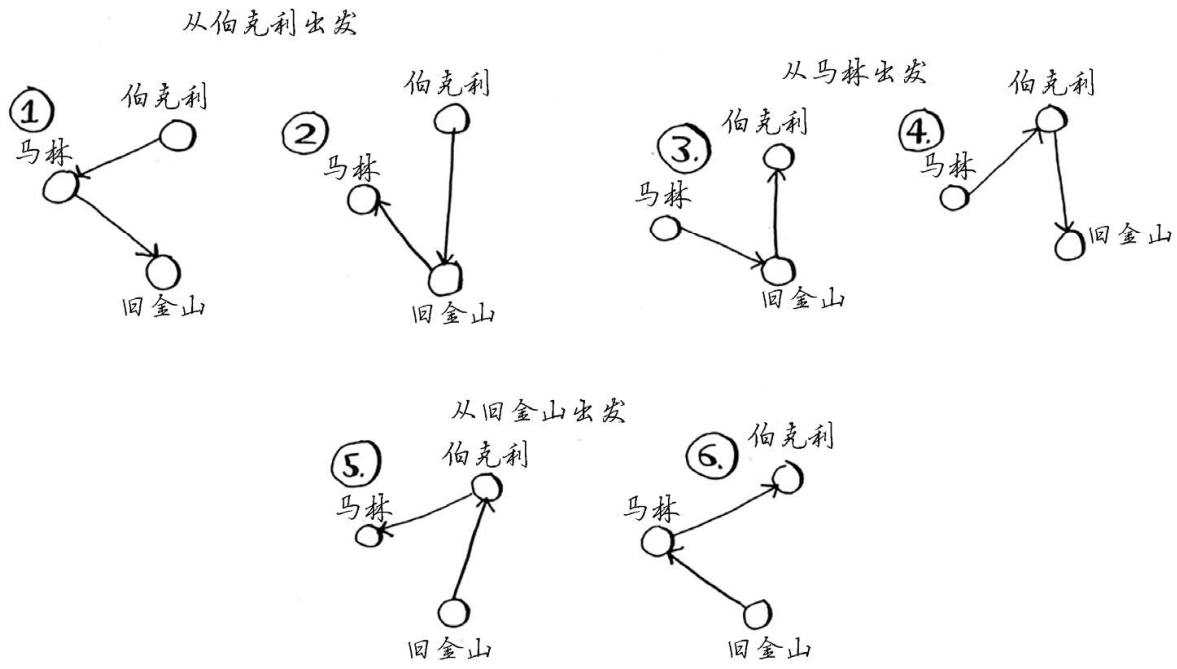 从伯克利出发
①
伯克利
马林
旧金山
②
伯克利
马林
旧金山
从马林出发
③.
伯克利
马林
旧金山
④.
伯克利
马林
旧金山
从旧金山出发
⑤.
伯克利
马林
旧金山
⑥.
伯克利
马林
旧金山